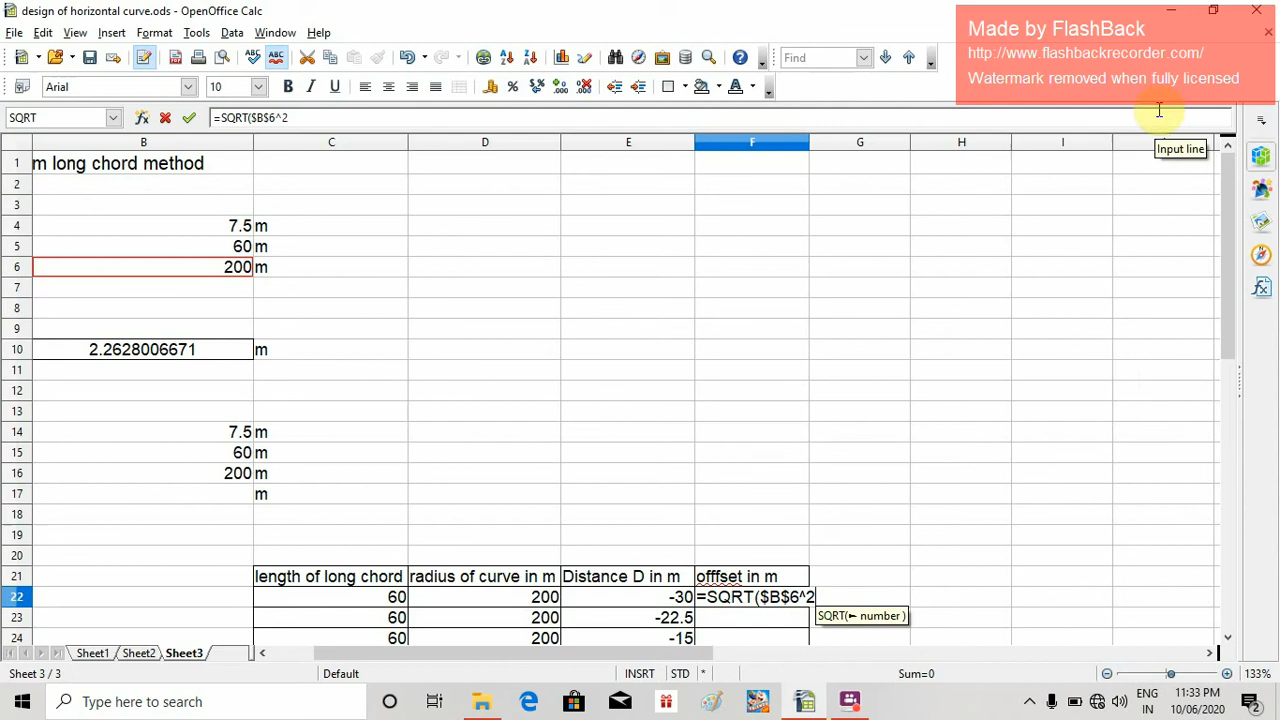 design of horizontal curve.ods - OpenOffice Calc
Made by FlashBack
http://www.flashbackrecorder.com/
Watermark removed when fully licensed
File Edit View Insert Format Tools Data Window Help
Find
Arial 10
SQRT =SQRT($B$6^2
Input line
B C D E F G H I
1 m long chord method
2
3
4 7.5 m
5 60 m
6 200 m
7
8
9
10 2.2628006671 m
11
12
13
14 7.5 m
15 60 m
16 200 m
17 m
18
19
20
21 length of long chord radius of curve in m Distance D in m offfset in m
22 60 200 -30 =SQRT($B$6^2
SQRT(► number )
23 60 200 -22.5
24 60 200 -15
Sheet1 Sheet2 Sheet3
Sheet 3 / 3 Default INSRT STD * Sum=0 133%
Type here to search
ENG 11:33 PM
IN 10/06/2020
2